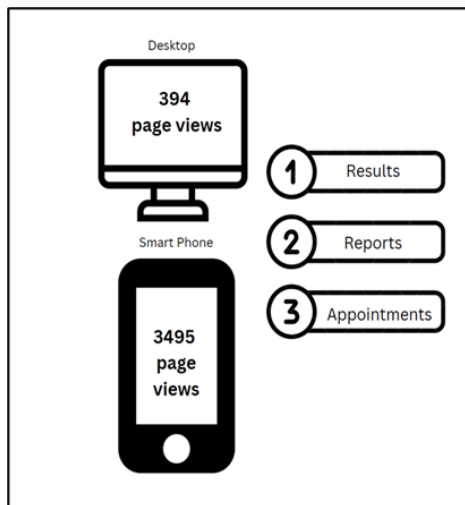 Desktop
394
page views
1 Results
2 Reports
3 Appointments
Smart Phone
3495
page
views